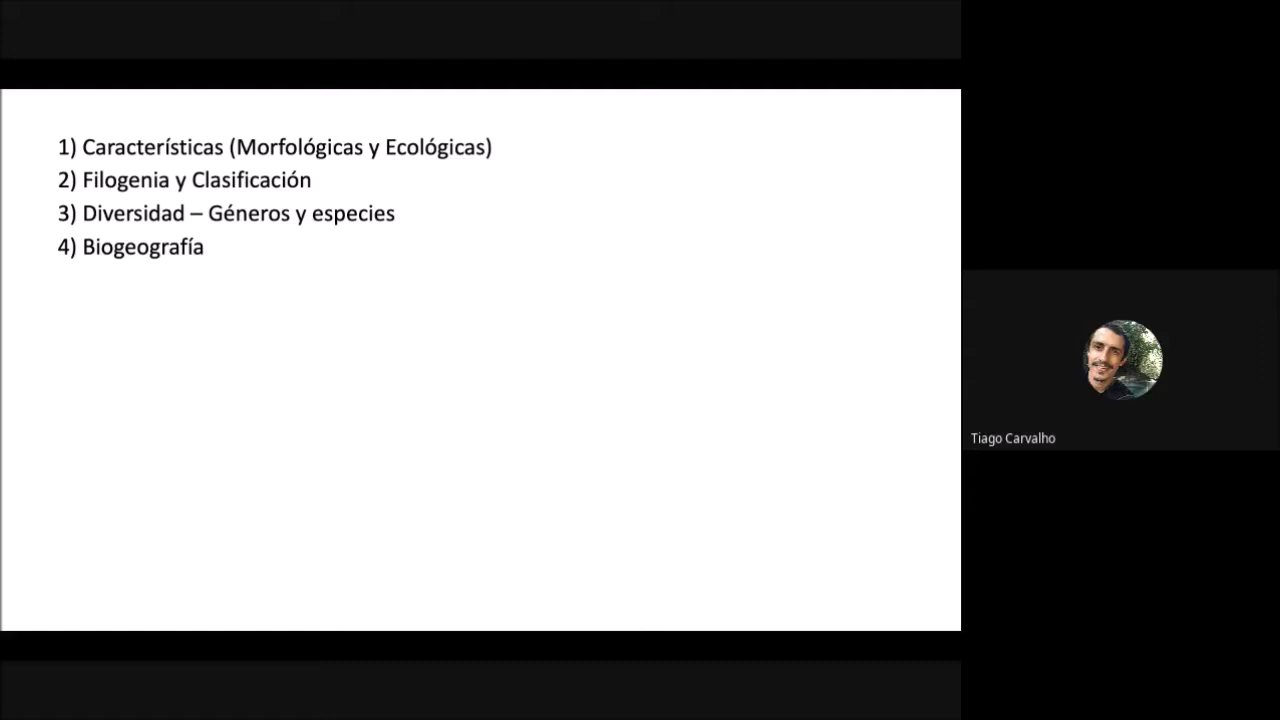 1) Características (Morfológicas y Ecológicas)
2) Filogenia y Clasificación
3) Diversidad – Géneros y especies
4) Biogeografía
Tiago Carvalho